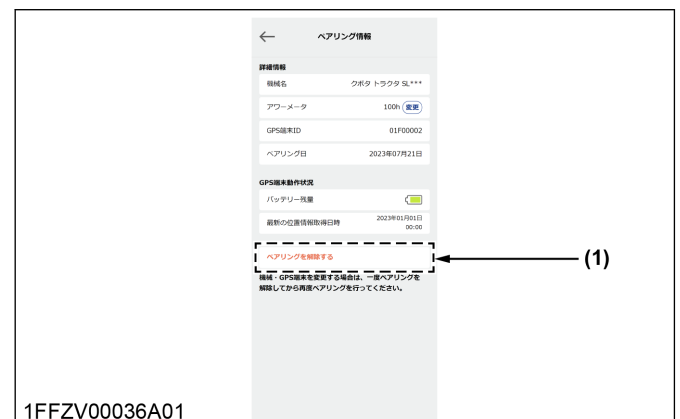 ペアリング情報
詳細情報
機械名 クボタ トラクタ SL***
アワーメータ 100h 変更
GPS端末ID 01F00002
ペアリング日 2023年07月21日
GPS端末動作状況
バッテリー残量
最新の位置情報取得日時 2023年01月01日
00:00
ペアリングを解除する
(1)
機械・GPS端末を変更する場合は、一度ペアリングを
解除してから再度ペアリングを行ってください。
1FFZV00036A01